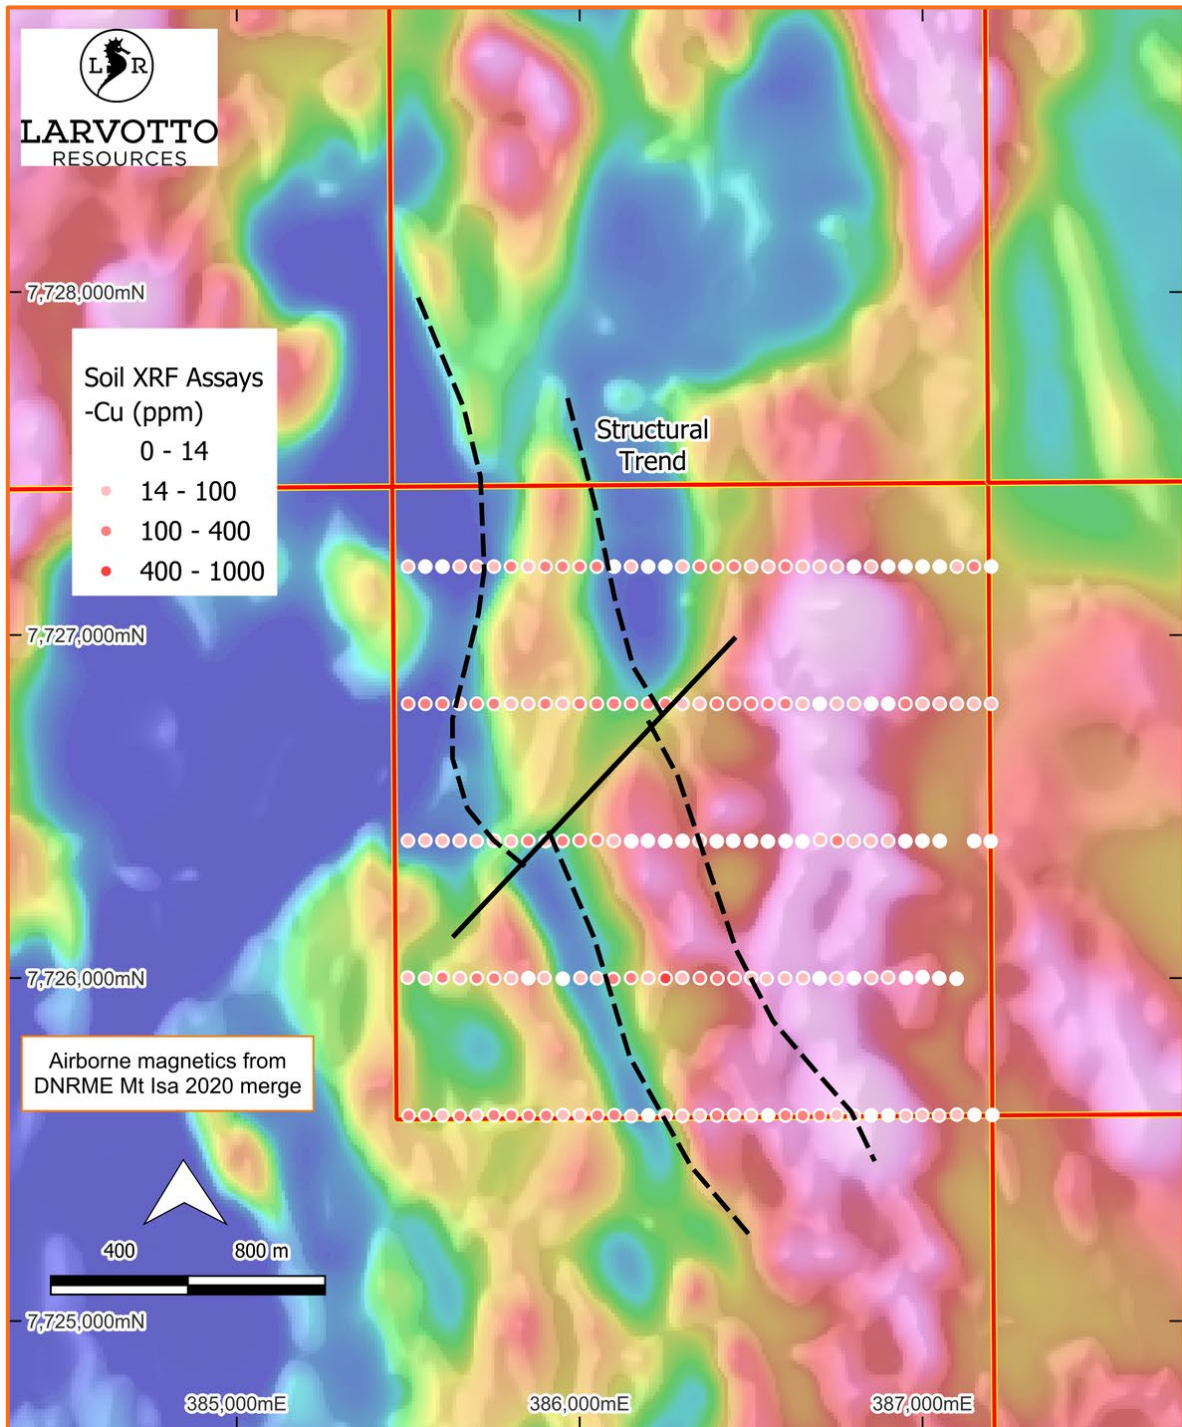 L R
LARVOTTO
RESOURCES
7,728,000mN
Soil XRF Assays
-Cu (ppm)
0 - 14
14 - 100
100 - 400
400 - 1000
Structural
Trend
7,727,000mN
7,726,000mN
Airborne magnetics from
DNRME Mt Isa 2020 merge
400 800 m
7,725,000mN
385,000mE 386,000mE 387,000mE